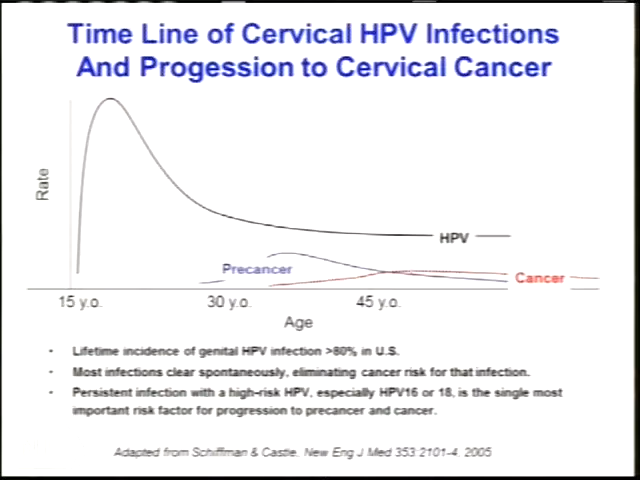 Time Line of Cervical HPV Infections
And Progession to Cervical Cancer
Rate
HPV
Precancer
Cancer
15 y.o.
30 y.o.
45 y.o.
Age
• Lifetime incidence of genital HPV infection >80% in U.S.
• Most infections clear spontaneously, eliminating cancer risk for that infection.
• Persistent infection with a high-risk HPV, especially HPV16 or 18, is the single most
important risk factor for progression to precancer and cancer.
Adapted from Schiffman & Castle. New Eng J Med 353:2101-4, 2005